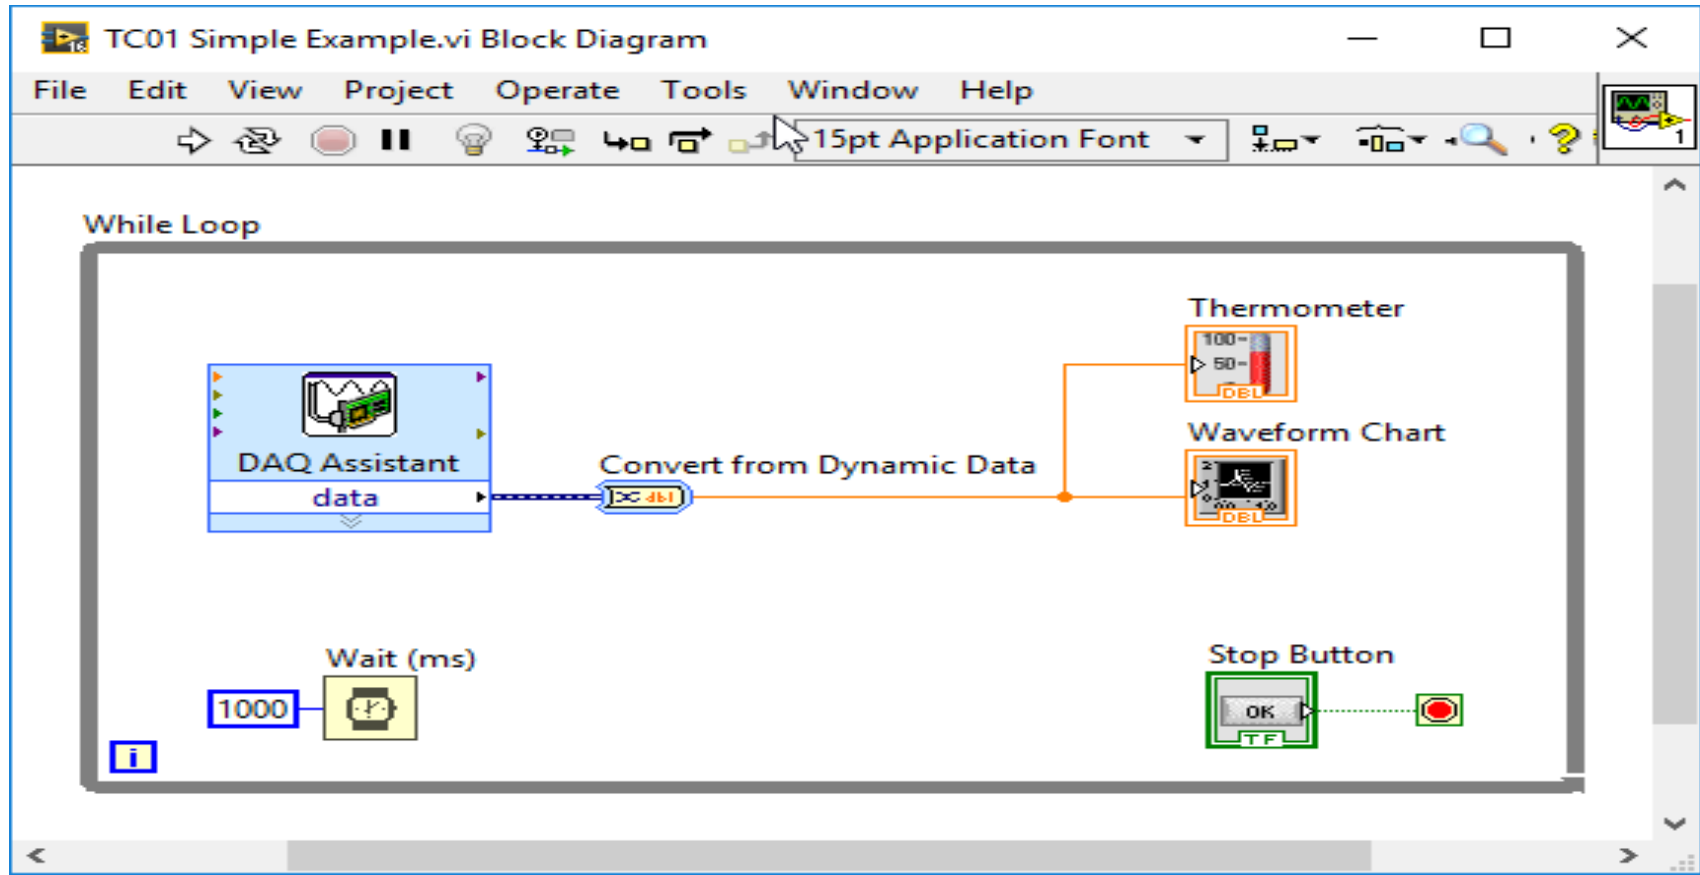 TC01 Simple Example.vi Block Diagram
File Edit View Project Operate Tools Window Help
15pt Application Font
1
While Loop
Thermometer
100
50
DBL
Waveform Chart
DBL
DAQ Assistant
data
Convert from Dynamic Data
dbl
Wait (ms)
1000
Stop Button
OK
TF
i